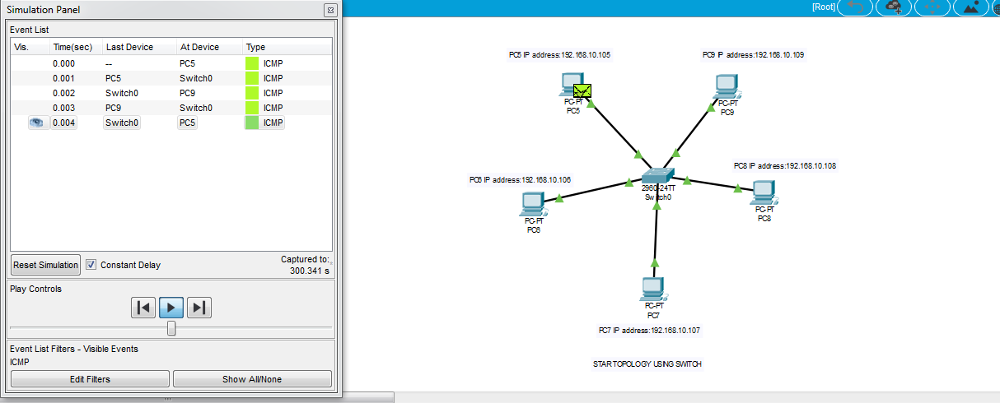 Simulation Panel
Event List
Vis. Time(sec) Last Device At Device Type
0.000 -- PC5 ICMP
0.001 PC5 Switch0 ICMP
0.002 Switch0 PC9 ICMP
0.003 PC9 Switch0 ICMP
0.004 Switch0 PC5 ICMP
Reset Simulation Constant Delay
Captured to:
300.341 s
Play Controls
Event List Filters - Visible Events
ICMP
Edit Filters Show All/None
[Root]
PC5 IP address:192.168.10.105
PC9 IP address:192.168.10.109
PC-PT
PC5
PC-PT
PC9
PC6 IP address:192.168.10.106
PC8 IP address:192.168.10.108
2960-24TT
Switch0
PC-PT
PC6
PC-PT
PC8
PC-PT
PC7
PC7 IP address:192.168.10.107
STAR TOPOLOGY USING SWITCH